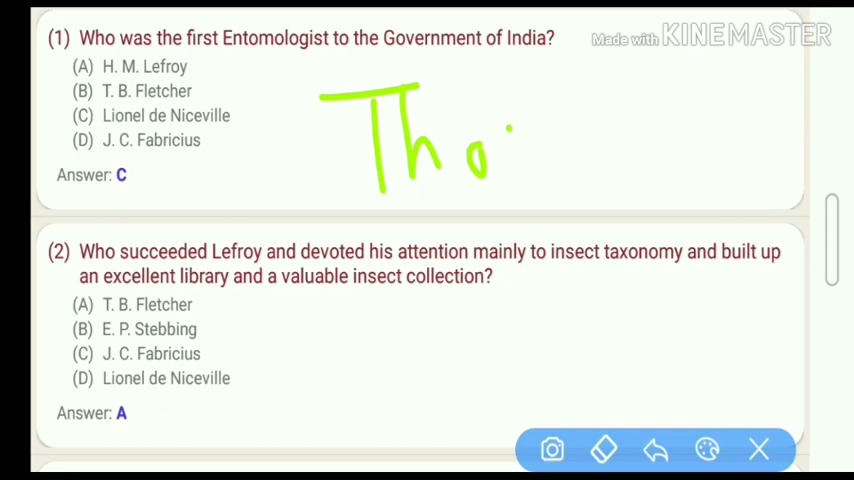 (1) Who was the first Entomologist to the Government of India?
Made with KINEMASTER
(A) H. M. Lefroy
(B) T. B. Fletcher
(C) Lionel de Niceville
(D) J. C. Fabricius
Answer: C
Tho
(2) Who succeeded Lefroy and devoted his attention mainly to insect taxonomy and built up
an excellent library and a valuable insect collection?
(A) T. B. Fletcher
(B) E. P. Stebbing
(C) J. C. Fabricius
(D) Lionel de Niceville
Answer: A